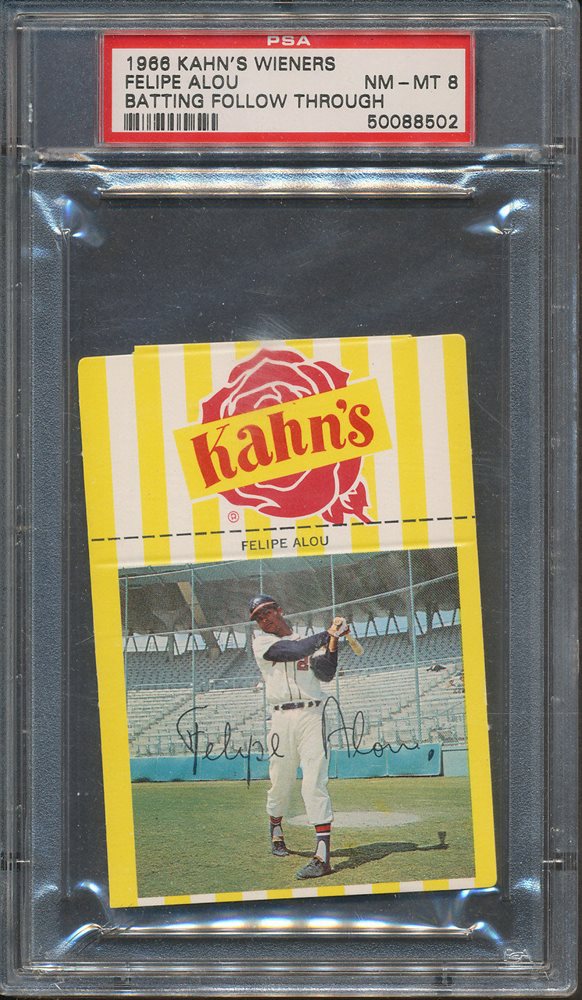 PSA
1966 KAHN'S WIENERS
FELIPE ALOU NM-MT 8
BATTING FOLLOW THROUGH
50088502
Kahn's
®
FELIPE ALOU
Felipe Alou